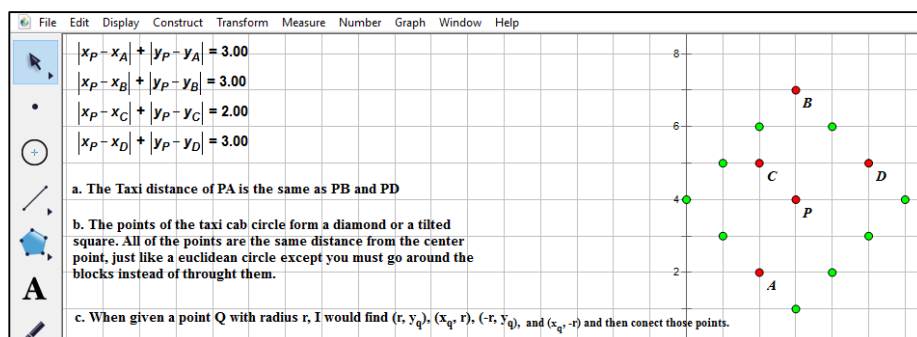 File Edit Display Construct Transform Measure Number Graph Window Help
|xP – xA| + |yP – yA| = 3.00
|xP – xB| + |yP – yB| = 3.00
|xP – xC| + |yP – yC| = 2.00
|xP – xD| + |yP – yD| = 3.00
a. The Taxi distance of PA is the same as PB and PD
b. The points of the taxi cab circle form a diamond or a tilted
square. All of the points are the same distance from the center
point, just like a euclidean circle except you must go around the
blocks instead of throught them.
c. When given a point Q with radius r, I would find (r, yq), (xq, r), (-r, yq), and (xq, -r) and then conect those points.
A
8
B
6
C
D
4
P
2
A